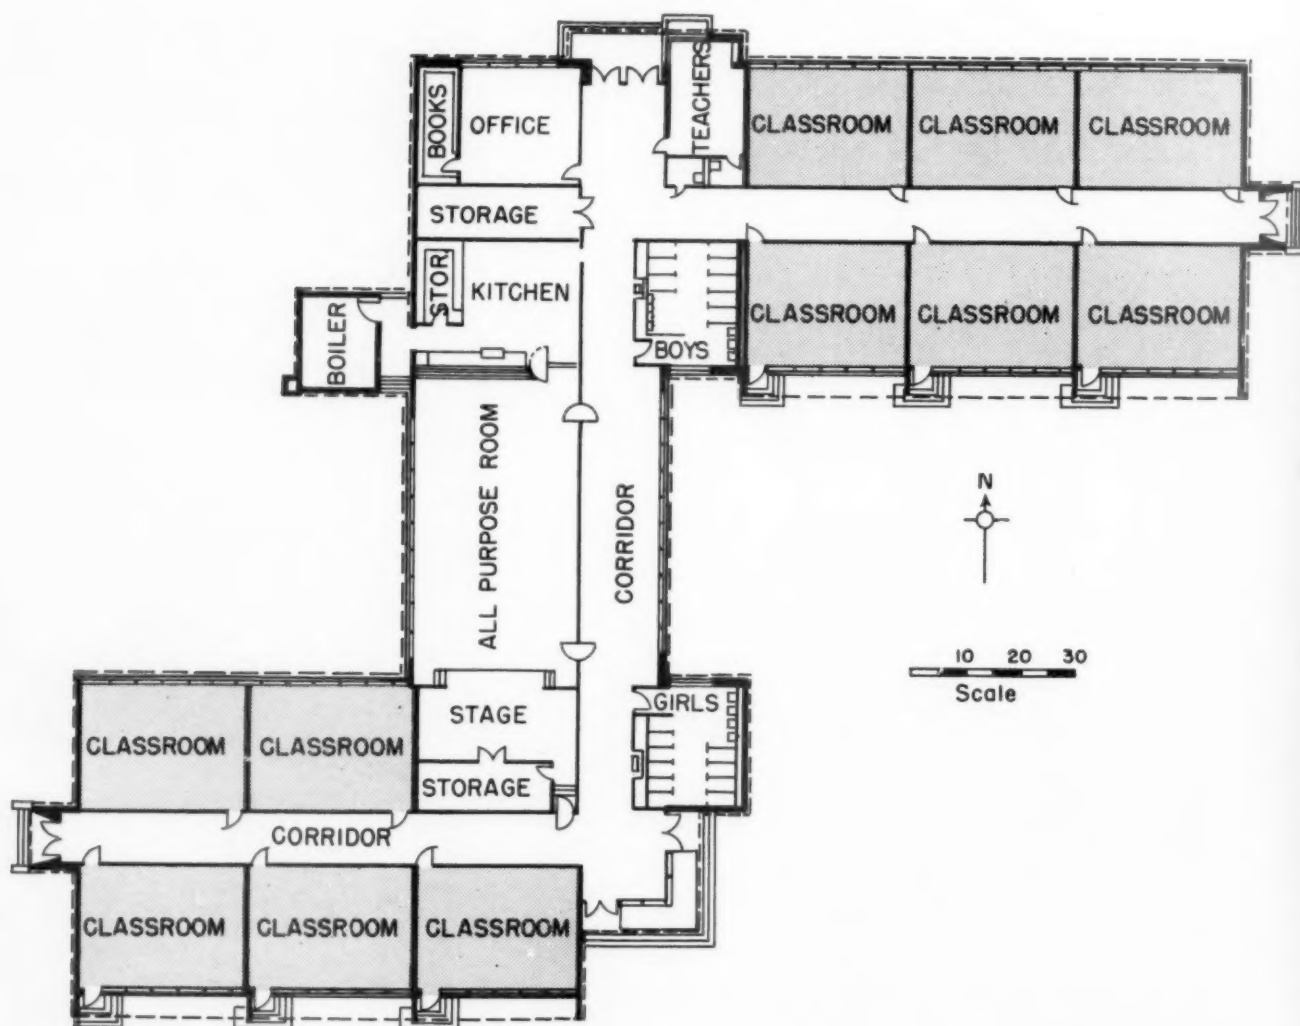 TEACHERS
BOOKS
OFFICE
CLASSROOM
CLASSROOM
CLASSROOM
STORAGE
STOR.
KITCHEN
BOILER
BOYS
CLASSROOM
CLASSROOM
CLASSROOM
ALL PURPOSE ROOM
CORRIDOR
N
10 20 30
Scale
GIRLS
STAGE
CLASSROOM
CLASSROOM
STORAGE
CORRIDOR
CLASSROOM
CLASSROOM
CLASSROOM